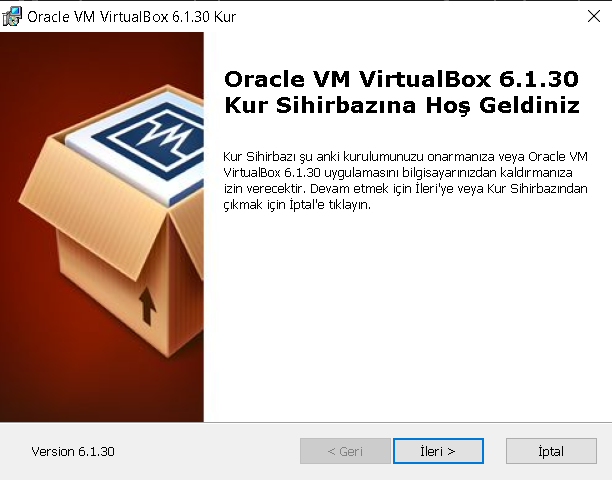 Oracle VM VirtualBox 6.1.30 Kur
Oracle VM VirtualBox 6.1.30
Kur Sihirbazına Hoş Geldiniz
Kur Sihirbazı şu anki kurulumunuzu onarmanıza veya Oracle VM
VirtualBox 6.1.30 uygulamasını bilgisayarınızdan kaldırmanıza
izin verecektir. Devam etmek için İleri'ye veya Kur Sihirbazından
çıkmak için İptal'e tıklayın.
Version 6.1.30
< Geri
İleri >
İptal